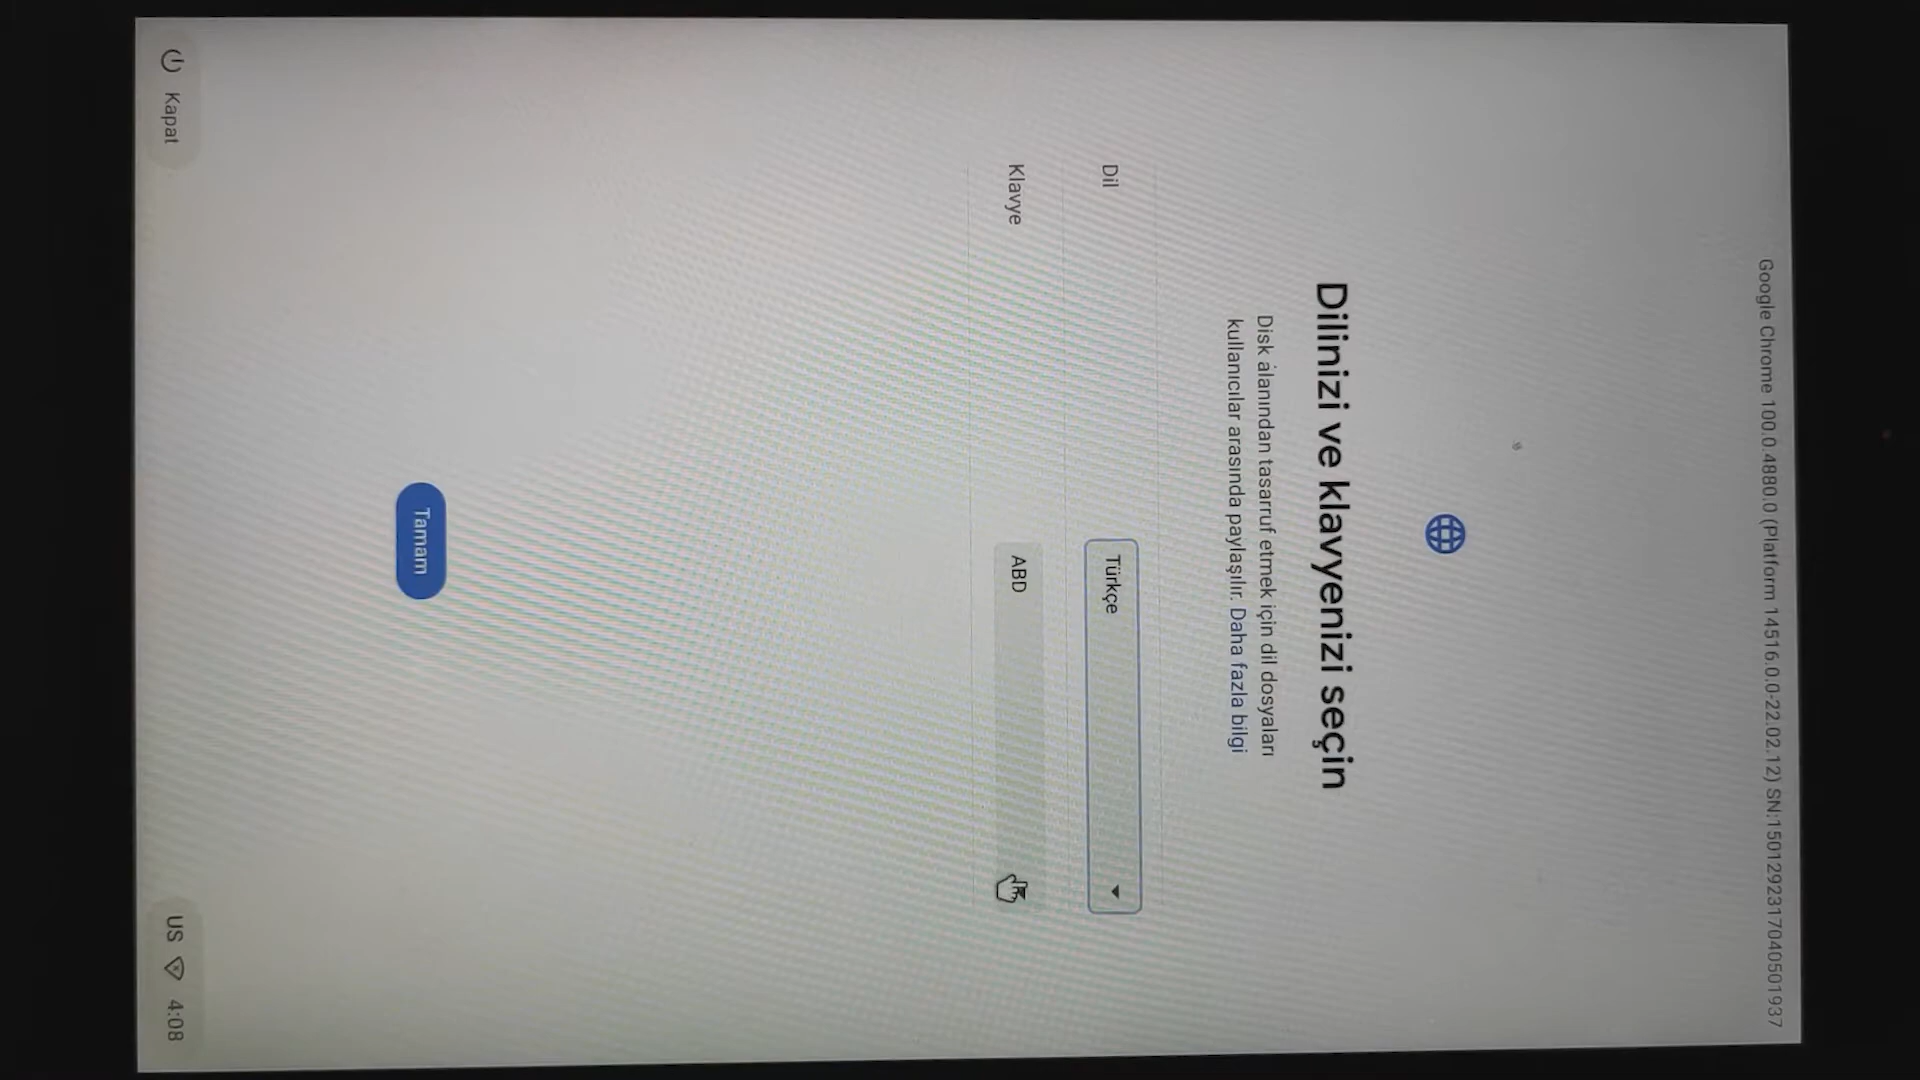 Google Chrome 100.0.4880.0 (Platform 14516.0.0-22.02.12) SN:15012923170405019​37
Dilinizi ve klavyenizi seçin
Disk alanından tasarruf etmek için dil dosyaları
kullanıcılar arasında paylaşılır. Daha fazla bilgi
Dil
Türkçe
Klavye
ABD
Tamam
Kapat
US 4:08